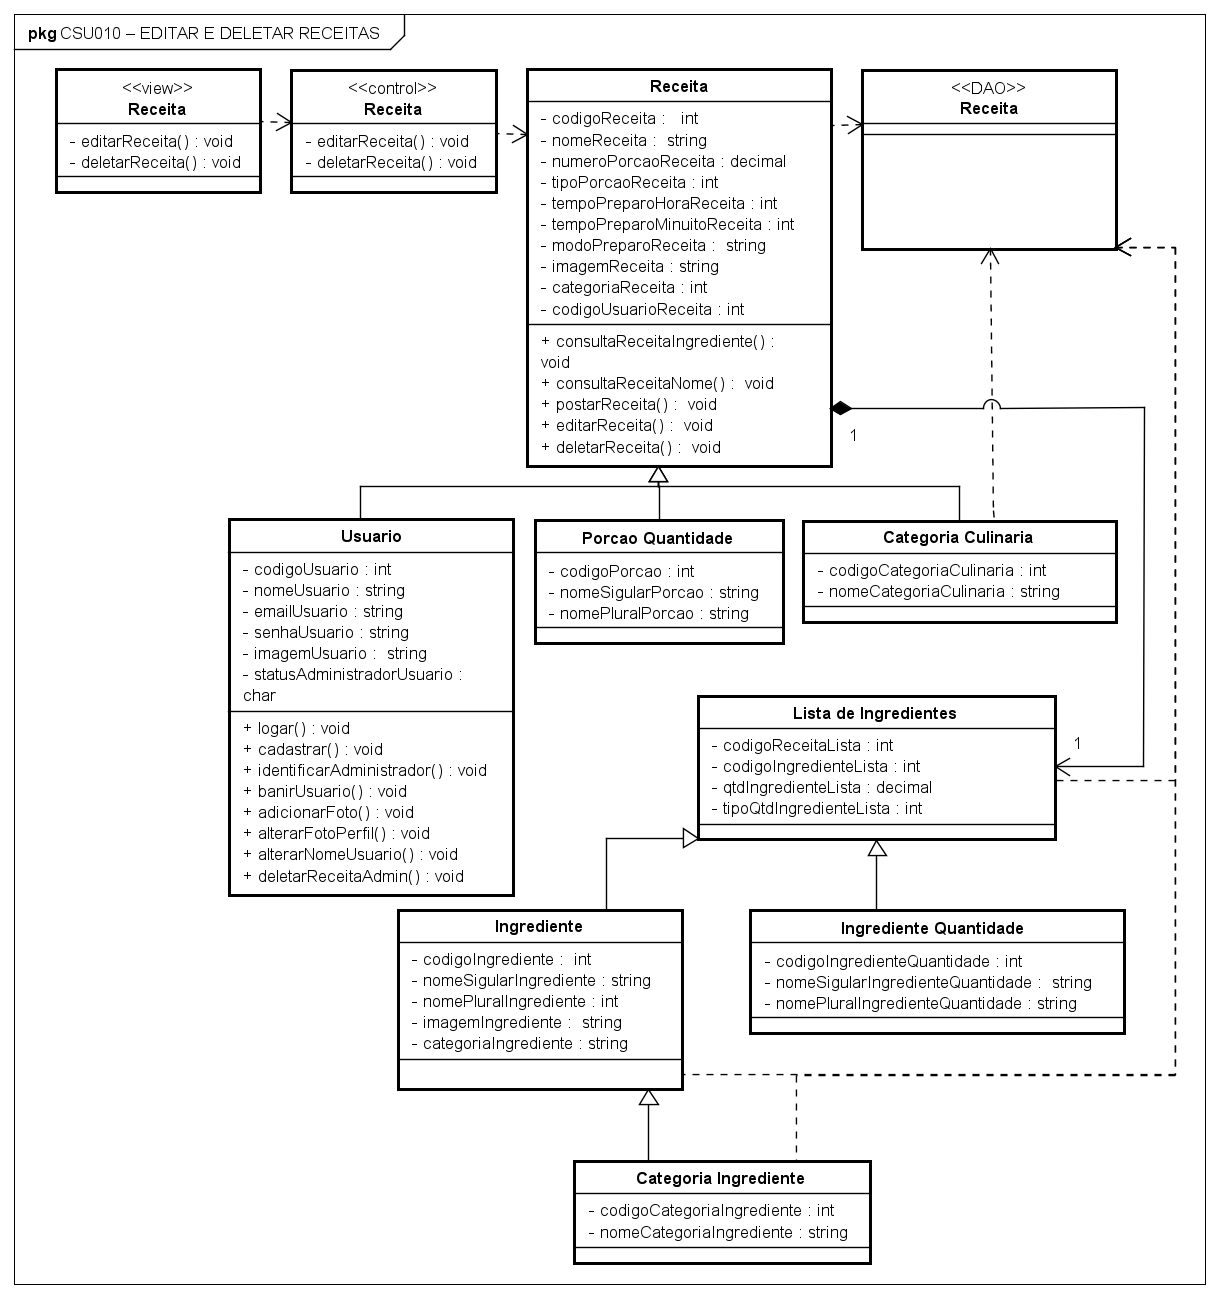 pkg CSU010 – EDITAR E DELETAR RECEITAS
<<view>>
Receita
- editarReceita() : void
- deletarReceita() : void
<<control>>
Receita
- editarReceita() : void
- deletarReceita() : void
Receita
- codigoReceita : int
- nomeReceita : string
- numeroPorcaoReceita : decimal
- tipoPorcaoReceita : int
- tempoPreparoHoraReceita : int
- tempoPreparoMinuitoReceita : int
- modoPreparoReceita : string
- imagemReceita : string
- categoriaReceita : int
- codigoUsuarioReceita : int
+ consultaReceitaIngrediente() :
void
+ consultaReceitaNome() : void
+ postarReceita() : void
+ editarReceita() : void
+ deletarReceita() : void
<<DAO>>
Receita
1
Usuario
- codigoUsuario : int
- nomeUsuario : string
- emailUsuario : string
- senhaUsuario : string
- imagemUsuario : string
- statusAdministradorUsuario :
char
+ logar() : void
+ cadastrar() : void
+ identificarAdministrador() : void
+ banirUsuario() : void
+ adicionarFoto() : void
+ alterarFotoPerfil() : void
+ alterarNomeUsuario() : void
+ deletarReceitaAdmin() : void
Porcao Quantidade
- codigoPorcao : int
- nomeSigularPorcao : string
- nomePluralPorcao : string
Categoria Culinaria
- codigoCategoriaCulinaria : int
- nomeCategoriaCulinaria : string
Lista de Ingredientes
- codigoReceitaLista : int
- codigoIngredienteLista : int
- qtdIngredienteLista : decimal
- tipoQtdIngredienteLista : int
1
Ingrediente
- codigoIngrediente : int
- nomeSigularIngrediente : string
- nomePluralIngrediente : int
- imagemIngrediente : string
- categoriaIngrediente : string
Ingrediente Quantidade
- codigoIngredienteQuantidade : int
- nomeSigularIngredienteQuantidade : string
- nomePluralIngredienteQuantidade : string
Categoria Ingrediente
- codigoCategoriaIngrediente : int
- nomeCategoriaIngrediente : string